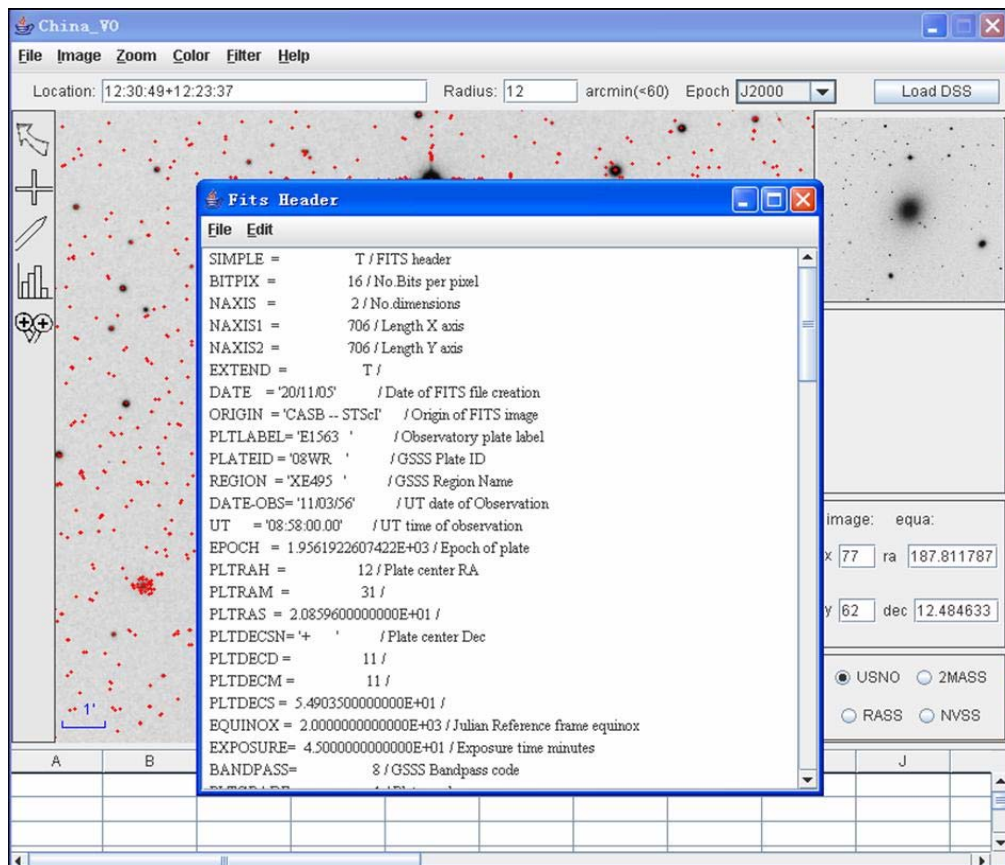 China_VO
File Image Zoom Color Filter Help
Location: 12:30:49+12:23:37 Radius: 12 arcmin(<60) Epoch J2000 Load DSS
Fits Header
File Edit
SIMPLE = T / FITS header
BITPIX = 16 / No.Bits per pixel
NAXIS = 2 / No.dimensions
NAXIS1 = 706 / Length X axis
NAXIS2 = 706 / Length Y axis
EXTEND = T /
DATE = '20/11/05' / Date of FITS file creation
ORIGIN = 'CASB -- STScI' / Origin of FITS image
PLTLABEL= 'E1563 ' / Observatory plate label
PLATEID = '08WR ' / GSSS Plate ID
REGION = 'XE495 ' / GSSS Region Name
DATE-OBS= '11/03/56' / UT date of Observation
UT = '08:58:00.00' / UT time of observation
EPOCH = 1.9561922607422E+03 / Epoch of plate
PLTRAH = 12 / Plate center RA
PLTRAM = 31 /
PLTRAS = 2.0859600000000E+01 /
PLTDECSN= '+ ' / Plate center Dec
PLTDECD = 11 /
PLTDECM = 11 /
PLTDECS = 5.4903500000000E+01 /
EQUINOX = 2.0000000000000E+03 / Julian Reference frame equinox
EXPOSURE= 4.5000000000000E+01 / Exposure time minutes
BANDPASS= 8 / GSSS Bandpass code
1'
image: equa:
x 77 ra 187.811787
y 62 dec 12.484633
USNO 2MASS
RASS NVSS
A B J